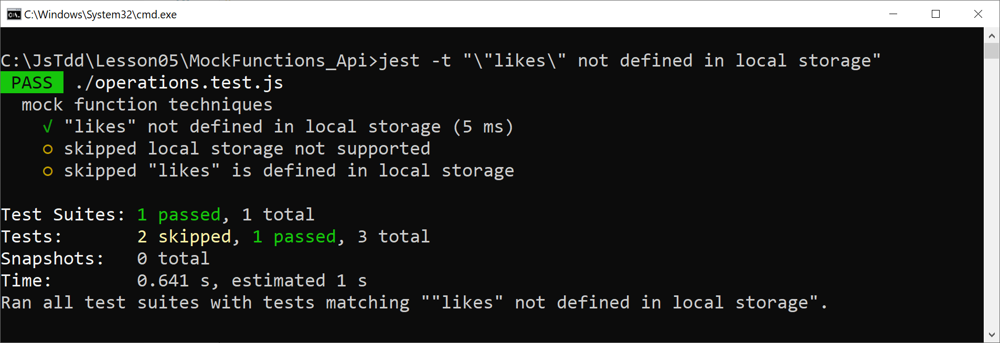 C:\Windows\System32\cmd.exe
C:\JsTdd\Lesson05\MockFunctions_Api>jest -t "\"likes\" not defined in local storage"
PASS ./operations.test.js
mock function techniques
√ "likes" not defined in local storage (5 ms)
○ skipped local storage not supported
○ skipped "likes" is defined in local storage
Test Suites: 1 passed, 1 total
Tests: 2 skipped, 1 passed, 3 total
Snapshots: 0 total
Time: 0.641 s, estimated 1 s
Ran all test suites with tests matching ""likes" not defined in local storage".